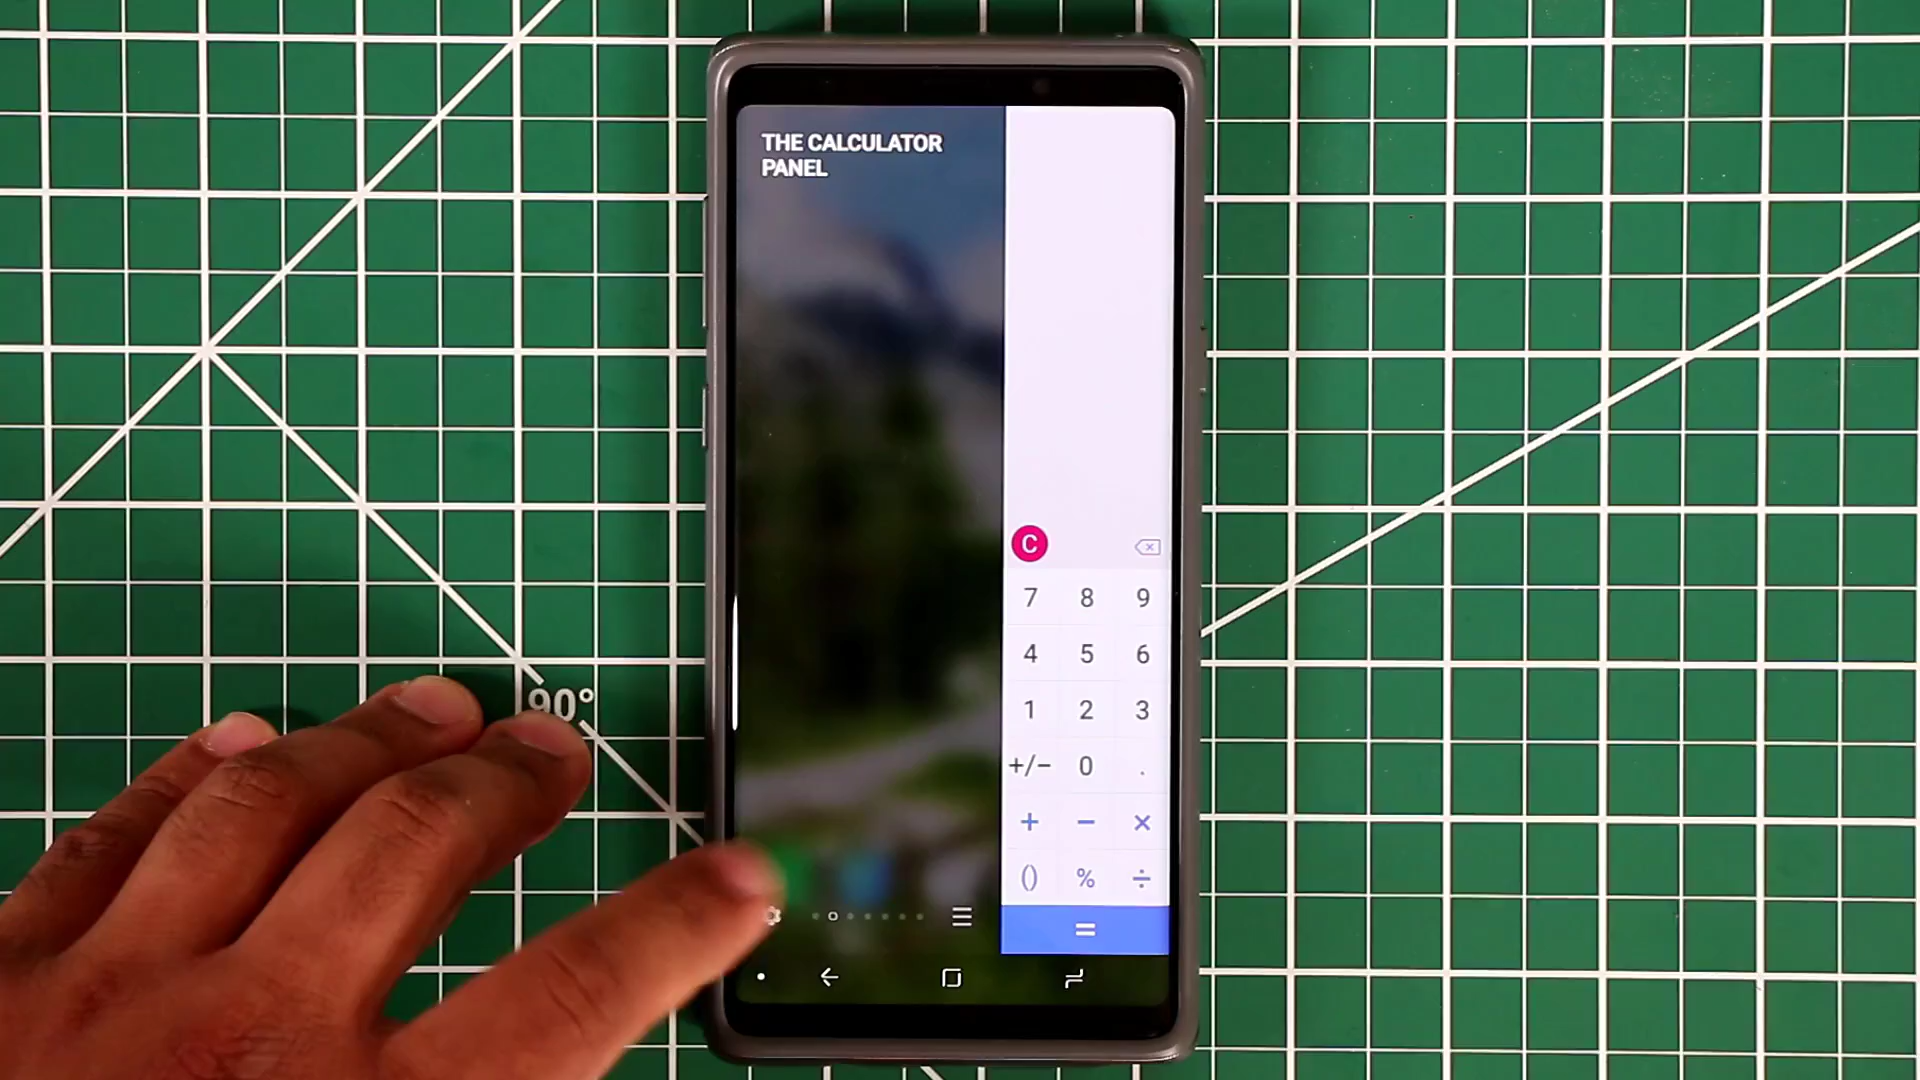 THE CALCULATOR
PANEL
C
7 8 9
4 5 6
1 2 3
+/− 0 .
+ − ×
() % ÷
=
90°